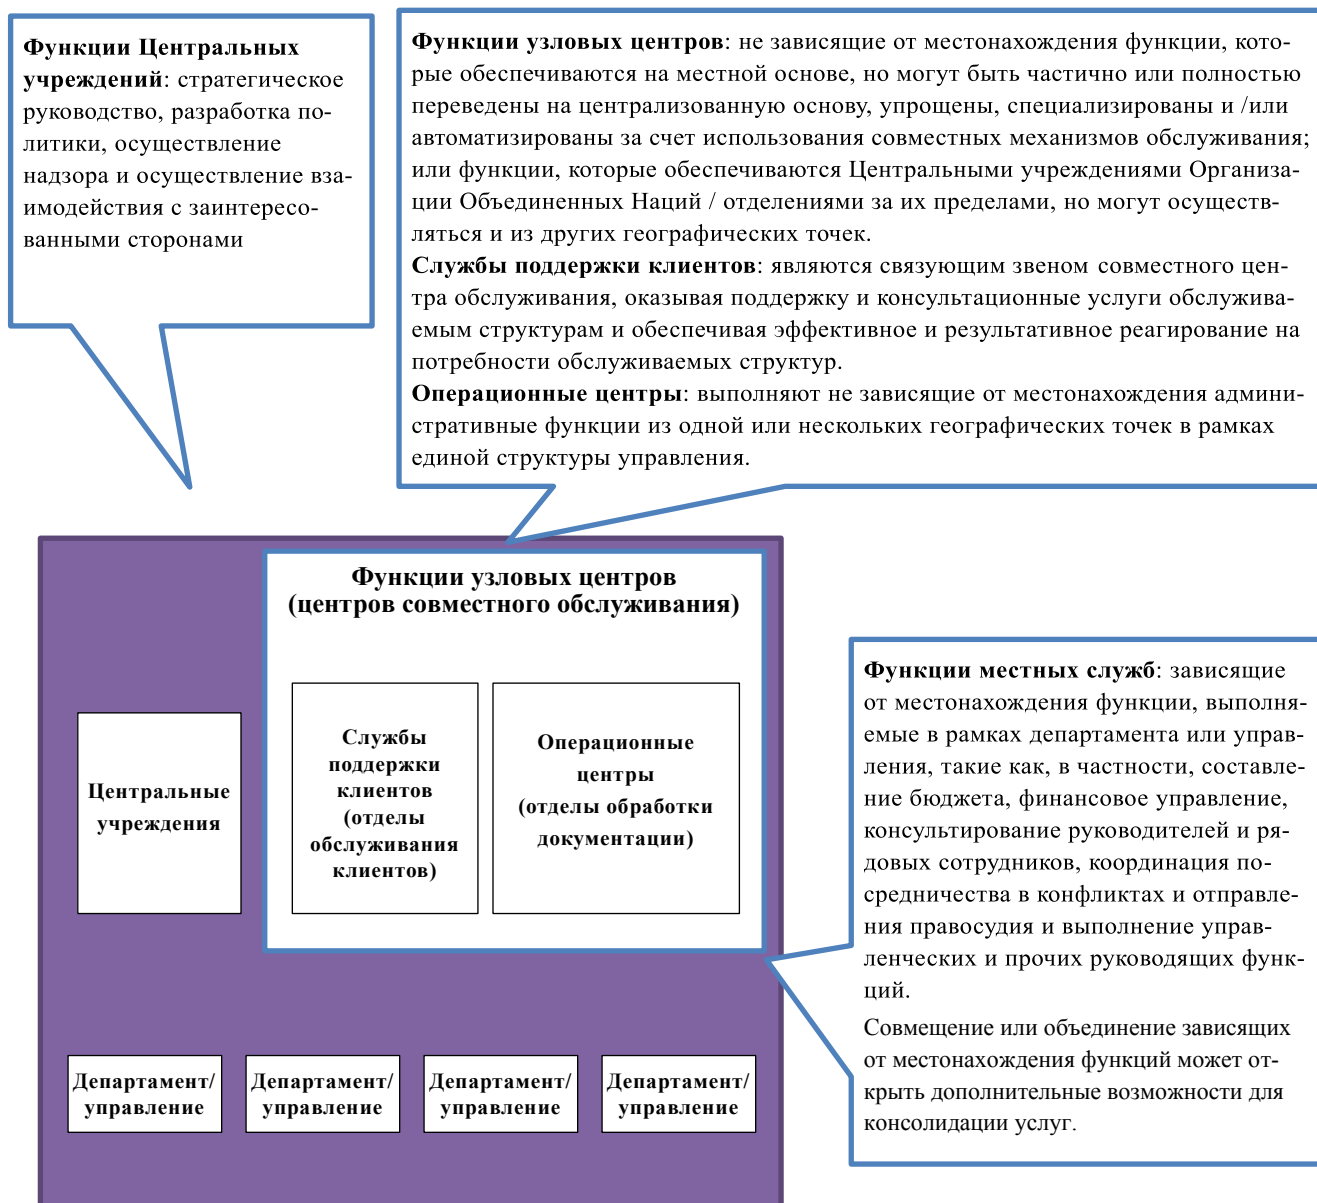 Функции Центральных
учреждений: стратегическое
руководство, разработка по-
литики, осуществление
надзора и осуществление вза-
имодействия с заинтересо-
ванными сторонами
Функции узловых центров: не зависящие от местонахождения функции, кото-
рые обеспечиваются на местной основе, но могут быть частично или полностью
переведены на централизованную основу, упрощены, специализированы и /или
автоматизированы за счет использования совместных механизмов обслуживания;
или функции, которые обеспечиваются Центральными учреждениями Организа-
ции Объединенных Наций / отделениями за их пределами, но могут осуществ-
ляться и из других географических точек.
Службы поддержки клиентов: являются связующим звеном совместного цен-
тра обслуживания, оказывая поддержку и консультационные услуги обслужива-
емым структурам и обеспечивая эффективное и результативное реагирование на
потребности обслуживаемых структур.
Операционные центры: выполняют не зависящие от местонахождения админи-
стративные функции из одной или нескольких географических точек в рамках
единой структуры управления.
Функции узловых центров
(центров совместного обслуживания)
Центральные
учреждения
Службы
поддержки
клиентов
(отделы
обслуживания
клиентов)
Операционные
центры
(отделы обработки
документации)
Функции местных служб: зависящие
от местонахождения функции, выполня-
емые в рамках департамента или управ-
ления, такие как, в частности, составле-
ние бюджета, финансовое управление,
консультирование руководителей и ря-
довых сотрудников, координация по-
средничества в конфликтах и отправле-
ния правосудия и выполнение управ-
ленческих и прочих руководящих функ-
ций.
Совмещение или объединение зависящих
от местонахождения функций может от-
крыть дополнительные возможности для
консолидации услуг.
Департамент/
управление
Департамент/
управление
Департамент/
управление
Департамент/
управление